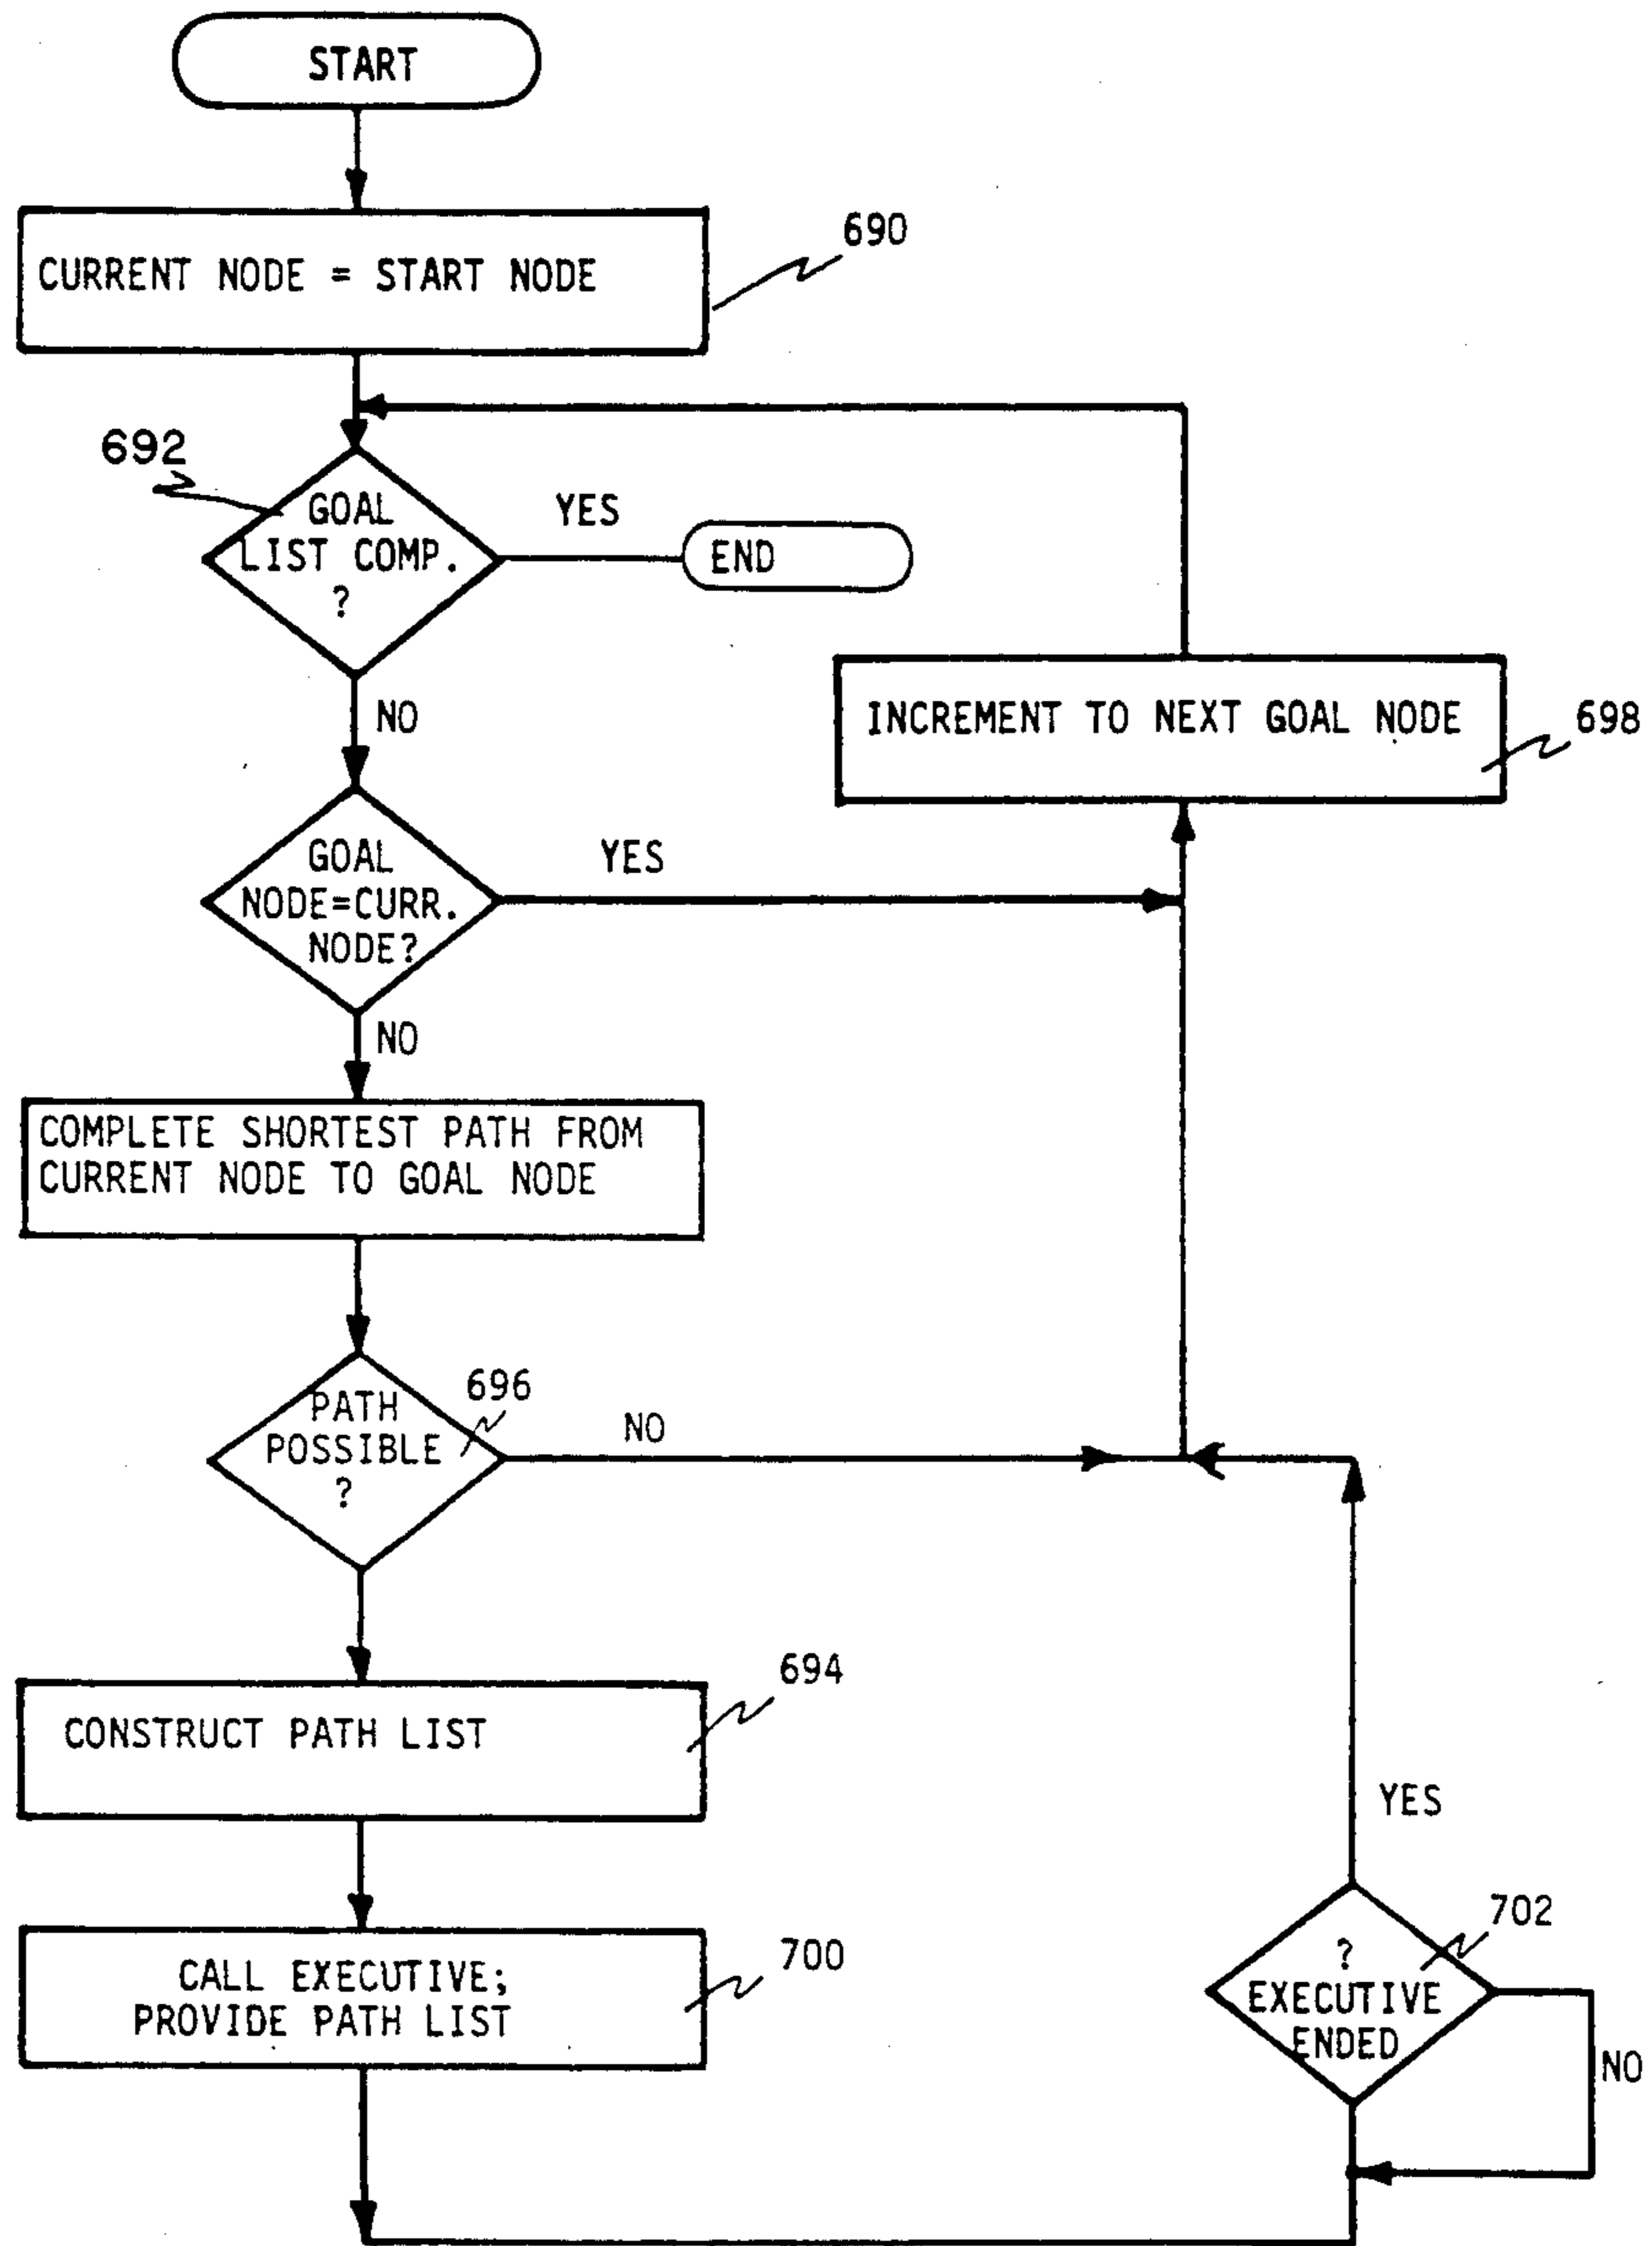 START
690
CURRENT NODE = START NODE
692
GOAL
LIST COMP.
?
YES
END
NO
INCREMENT TO NEXT GOAL NODE
698
GOAL
NODE=CURR.
NODE?
YES
NO
COMPLETE SHORTEST PATH FROM
CURRENT NODE TO GOAL NODE
696
PATH
POSSIBLE
?
NO
694
CONSTRUCT PATH LIST
YES
700
CALL EXECUTIVE;
PROVIDE PATH LIST
702
?
EXECUTIVE
ENDED
NO